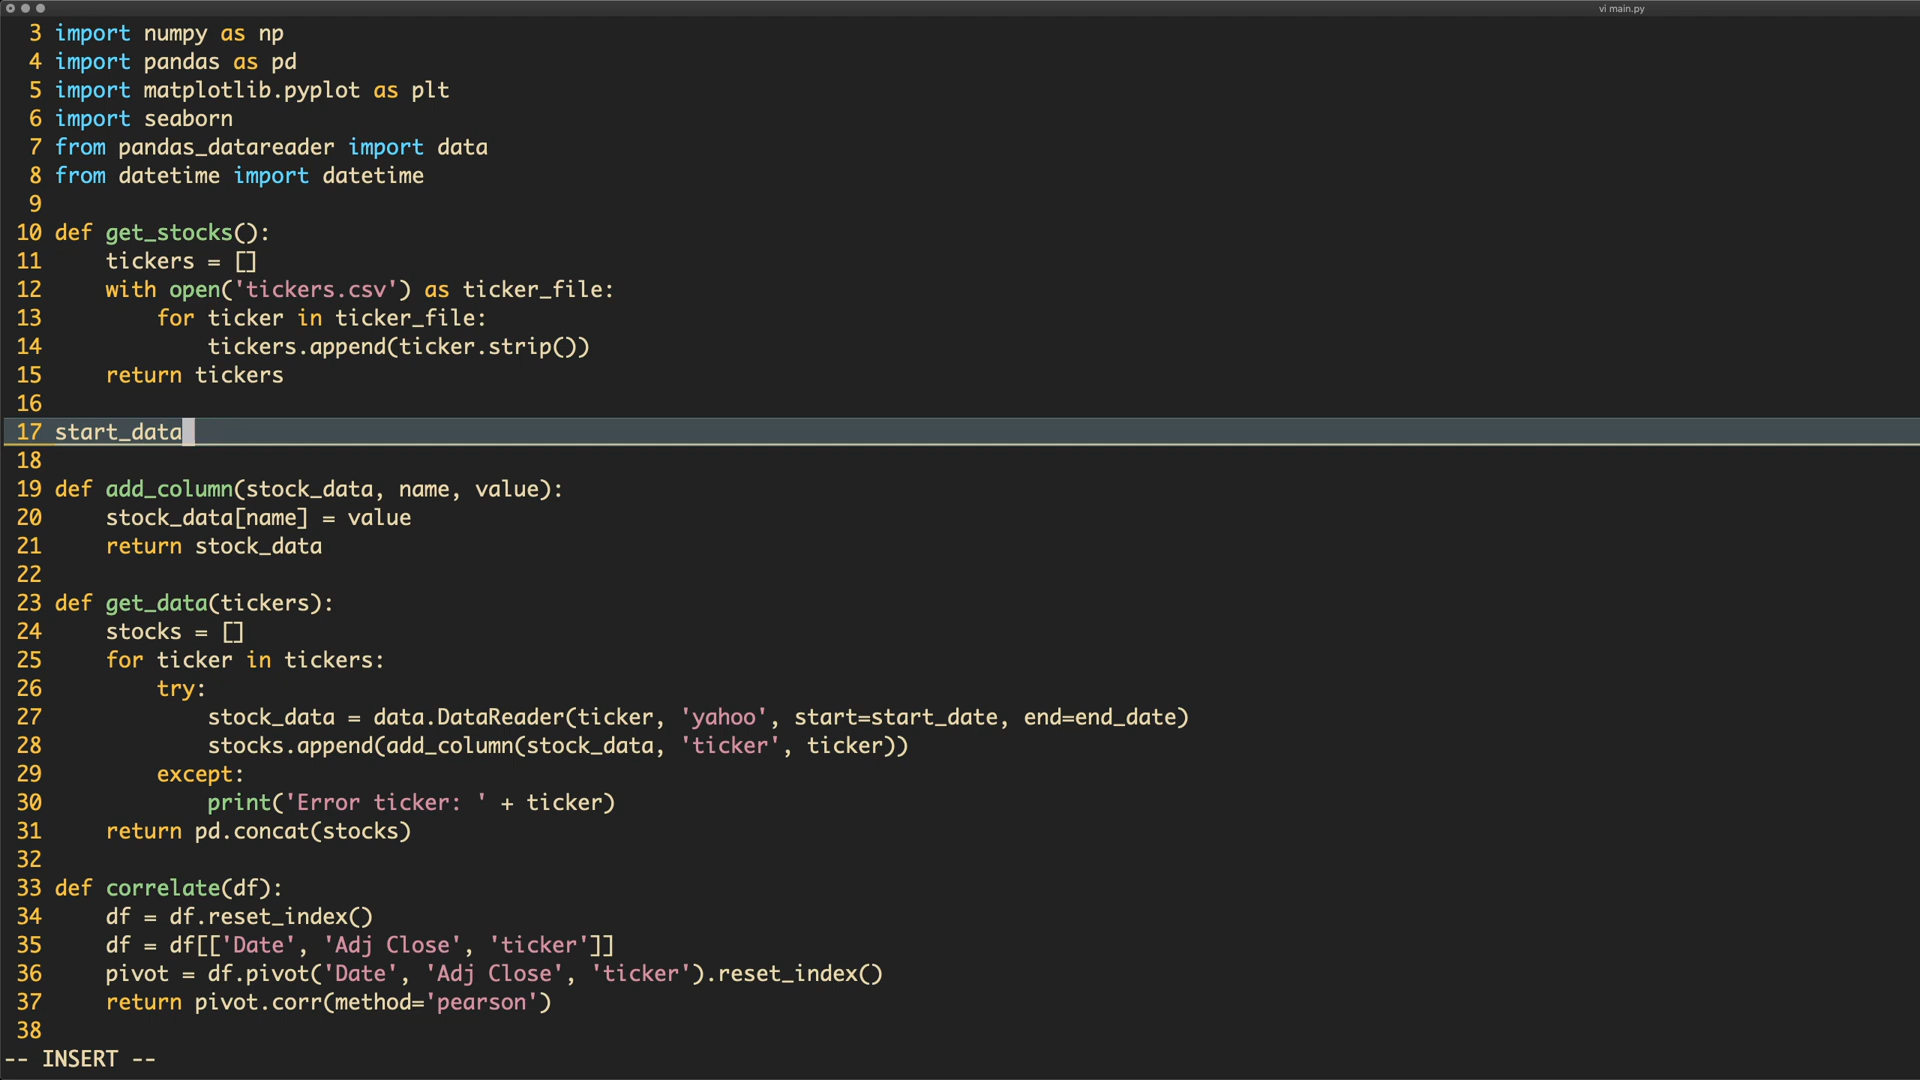 vi main.py
3 import numpy as np
4 import pandas as pd
5 import matplotlib.pyplot as plt
6 import seaborn
7 from pandas_datareader import data
8 from datetime import datetime
9
10 def get_stocks():
11     tickers = []
12     with open('tickers.csv') as ticker_file:
13         for ticker in ticker_file:
14             tickers.append(ticker.strip())
15     return tickers
16
17 start_data
18
19 def add_column(stock_data, name, value):
20     stock_data[name] = value
21     return stock_data
22
23 def get_data(tickers):
24     stocks = []
25     for ticker in tickers:
26         try:
27             stock_data = data.DataReader(ticker, 'yahoo', start=start_date, end=end_date)
28             stocks.append(add_column(stock_data, 'ticker', ticker))
29         except:
30             print('Error ticker: ' + ticker)
31     return pd.concat(stocks)
32
33 def correlate(df):
34     df = df.reset_index()
35     df = df[['Date', 'Adj Close', 'ticker']]
36     pivot = df.pivot('Date', 'Adj Close', 'ticker').reset_index()
37     return pivot.corr(method='pearson')
38
-- INSERT --